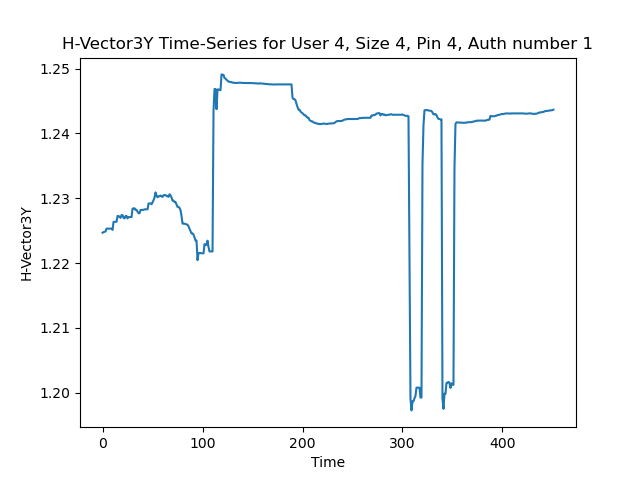 H-Vector3Y Time-Series for User 4, Size 4, Pin 4, Auth number 1
1.25
1.24
1.23
1.22
1.21
1.20
H-Vector3Y
0 100 200 300 400
Time